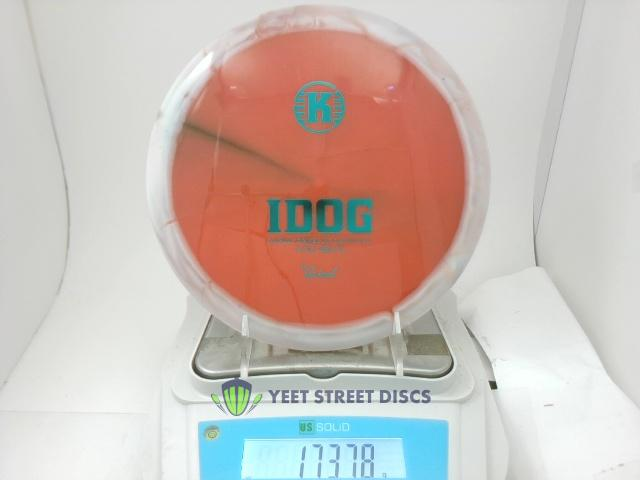 K
IDOG
YEET STREET DISCS
US SOLID
173.78 g